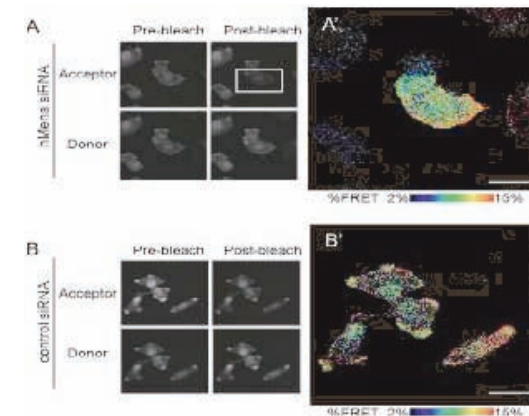 A
Pre-bleach
Post-bleach
A'
hMena siRNA
Acceptor
Donor
%FRET 2% 15%
B
Pre-bleach
Post-bleach
B'
control siRNA
Acceptor
Donor
%FRET 2% 15%